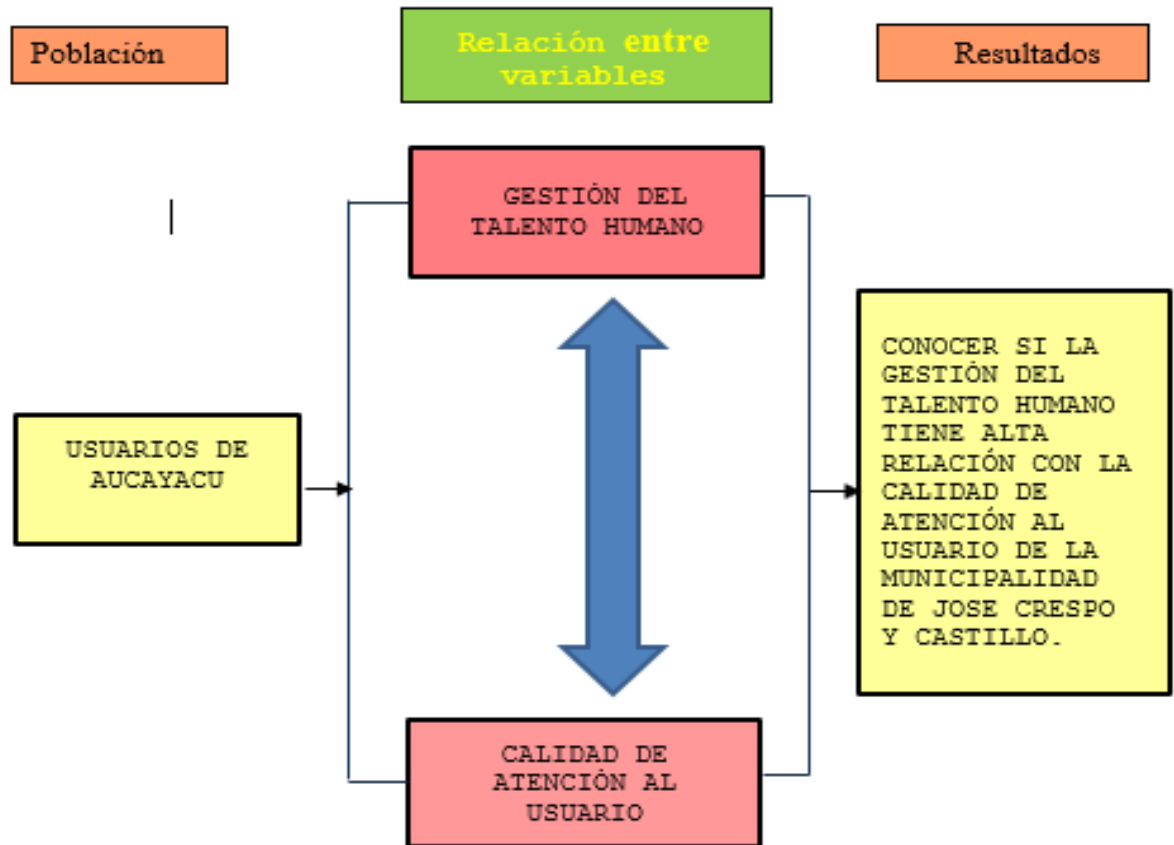 Población
Relación entre
variables
Resultados
GESTIÓN DEL
TALENTO HUMANO
USUARIOS DE
AUCAYACU
CONOCER SI LA
GESTIÓN DEL
TALENTO HUMANO
TIENE ALTA
RELACIÓN CON LA
CALIDAD DE
ATENCIÓN AL
USUARIO DE LA
MUNICIPALIDAD
DE JOSE CRESPO
Y CASTILLO.
CALIDAD DE
ATENCIÓN AL
USUARIO